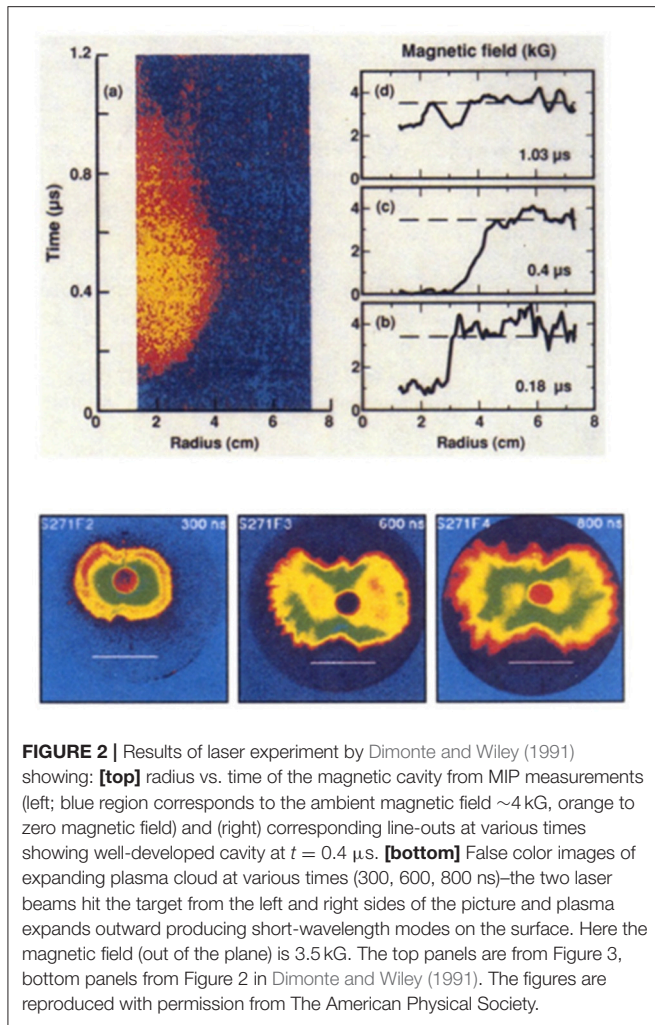 1.2
(a)
0.8
0.4
0
Time (μs)
0 2 4 6 8
Radius (cm)
Magnetic field (kG)
(d)
4
2
0
1.03 μs
(c)
4
2
0
0.4 μs
(b)
4
2
0
0.18 μs
0 2 4 6 8
Radius (cm)
S271F2 300 ns
S271F3 600 ns
S271F4 800 ns
FIGURE 2 | Results of laser experiment by Dimonte and Wiley (1991)
showing: [top] radius vs. time of the magnetic cavity from MIP measurements
(left; blue region corresponds to the ambient magnetic field ~4 kG, orange to
zero magnetic field) and (right) corresponding line-outs at various times
showing well-developed cavity at t = 0.4 μs. [bottom] False color images of
expanding plasma cloud at various times (300, 600, 800 ns)–the two laser
beams hit the target from the left and right sides of the picture and plasma
expands outward producing short-wavelength modes on the surface. Here the
magnetic field (out of the plane) is 3.5 kG. The top panels are from Figure 3,
bottom panels from Figure 2 in Dimonte and Wiley (1991). The figures are
reproduced with permission from The American Physical Society.